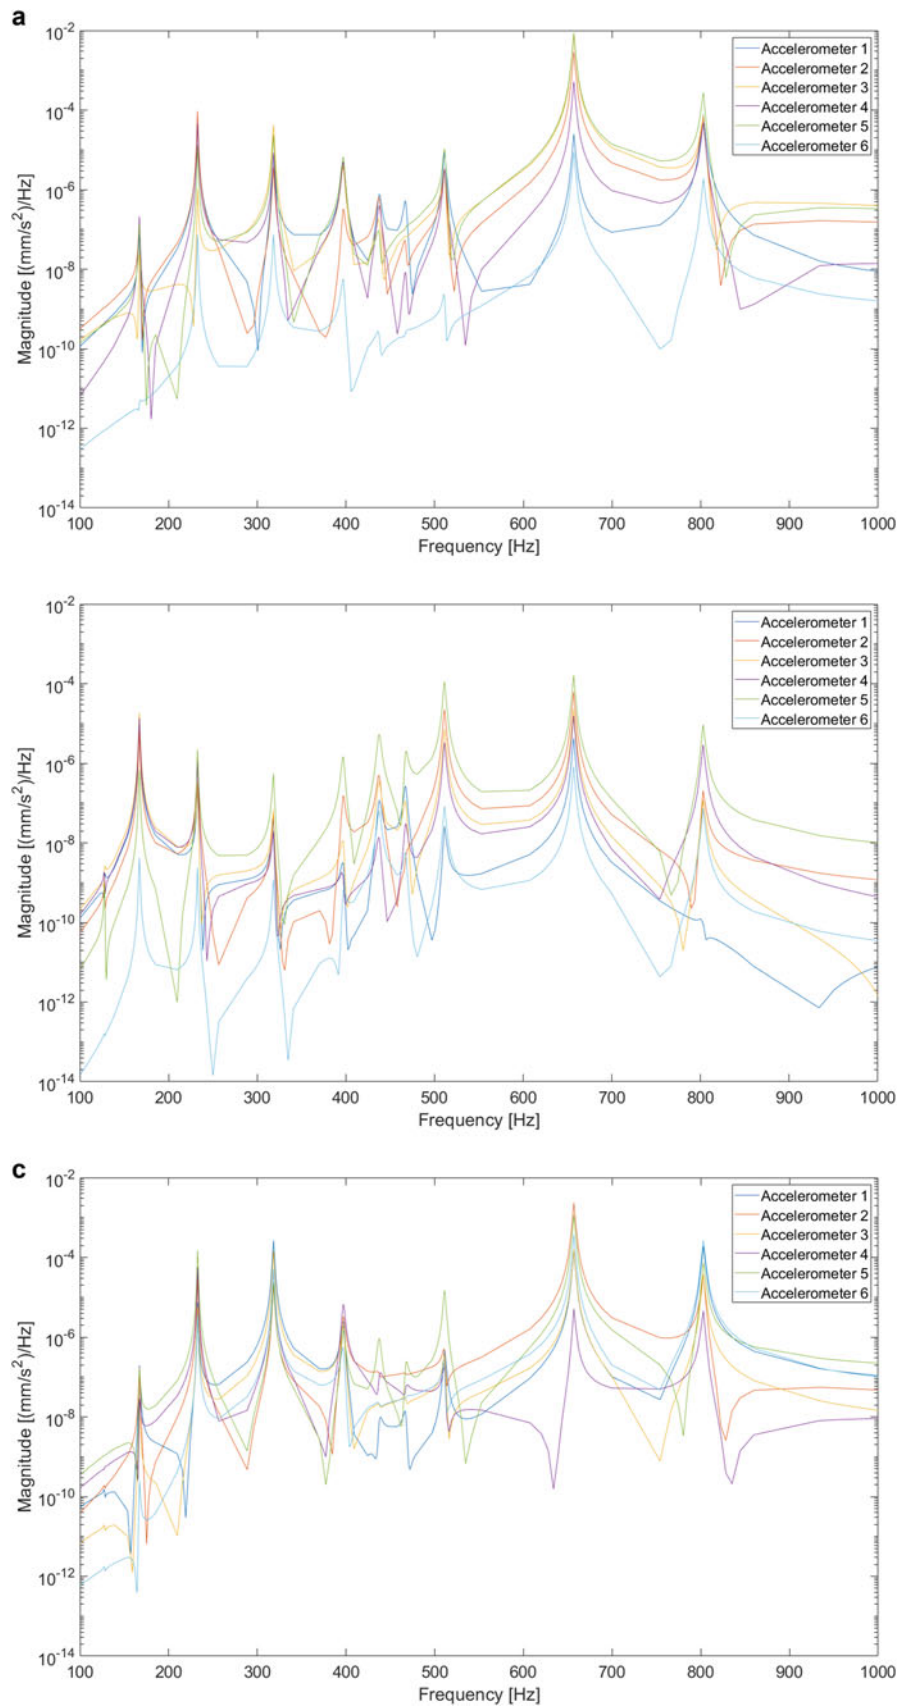 a
10^-2
10^-4
10^-6
10^-8
10^-10
10^-12
10^-14
Magnitude [(mm/s^2)/Hz]
Accelerometer 1
Accelerometer 2
Accelerometer 3
Accelerometer 4
Accelerometer 5
Accelerometer 6
100 200 300 400 500 600 700 800 900 1000
Frequency [Hz]
10^-2
10^-4
10^-6
10^-8
10^-10
10^-12
10^-14
Magnitude [(mm/s^2)/Hz]
Accelerometer 1
Accelerometer 2
Accelerometer 3
Accelerometer 4
Accelerometer 5
Accelerometer 6
100 200 300 400 500 600 700 800 900 1000
Frequency [Hz]
c
10^-2
10^-4
10^-6
10^-8
10^-10
10^-12
10^-14
Magnitude [(mm/s^2)/Hz]
Accelerometer 1
Accelerometer 2
Accelerometer 3
Accelerometer 4
Accelerometer 5
Accelerometer 6
100 200 300 400 500 600 700 800 900 1000
Frequency [Hz]